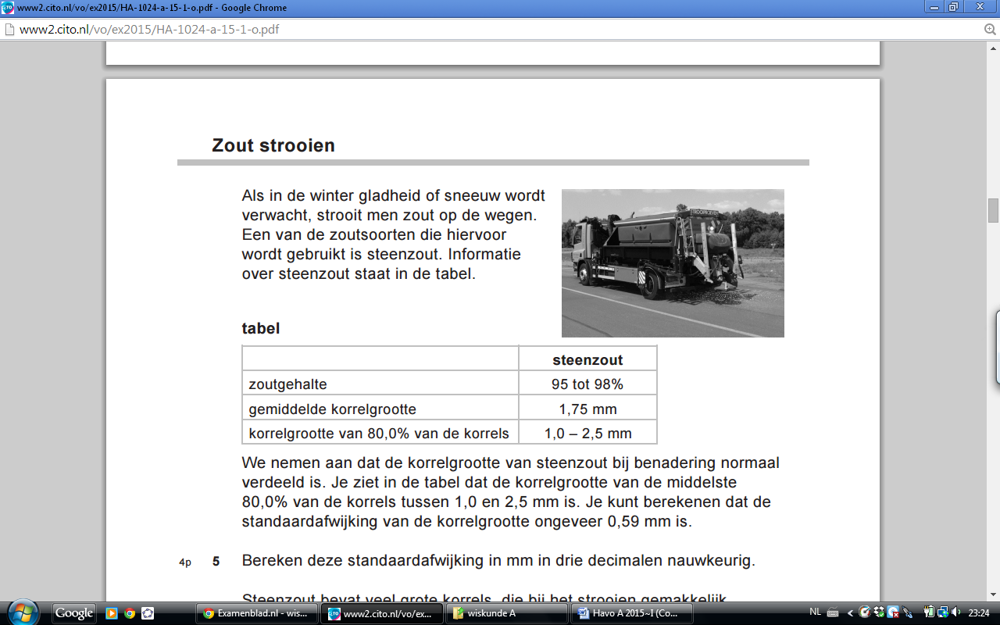 www2.cito.nl/vo/ex2015/HA-1024-a-15-1-o.pdf - Google Chrome
www2.cito.nl/vo/ex2015/HA-1024-a-15-1-o.pdf
Zout strooien
Als in de winter gladheid of sneeuw wordt
verwacht, strooit men zout op de wegen.
Een van de zoutsoorten die hiervoor
wordt gebruikt is steenzout. Informatie
over steenzout staat in de tabel.
tabel
steenzout
zoutgehalte 95 tot 98%
gemiddelde korrelgrootte 1,75 mm
korrelgrootte van 80,0% van de korrels 1,0 – 2,5 mm
We nemen aan dat de korrelgrootte van steenzout bij benadering normaal
verdeeld is. Je ziet in de tabel dat de korrelgrootte van de middelste
80,0% van de korrels tussen 1,0 en 2,5 mm is. Je kunt berekenen dat de
standaardafwijking van de korrelgrootte ongeveer 0,59 mm is.
4p 5 Bereken deze standaardafwijking in mm in drie decimalen nauwkeurig.
Steenzout bevat veel grote korrels, die bij het strooien gemakkelijk
Google Examenblad.nl - wis... www2.cito.nl/vo/ex... wiskunde A Havo A 2015~I (Co... NL 23:24